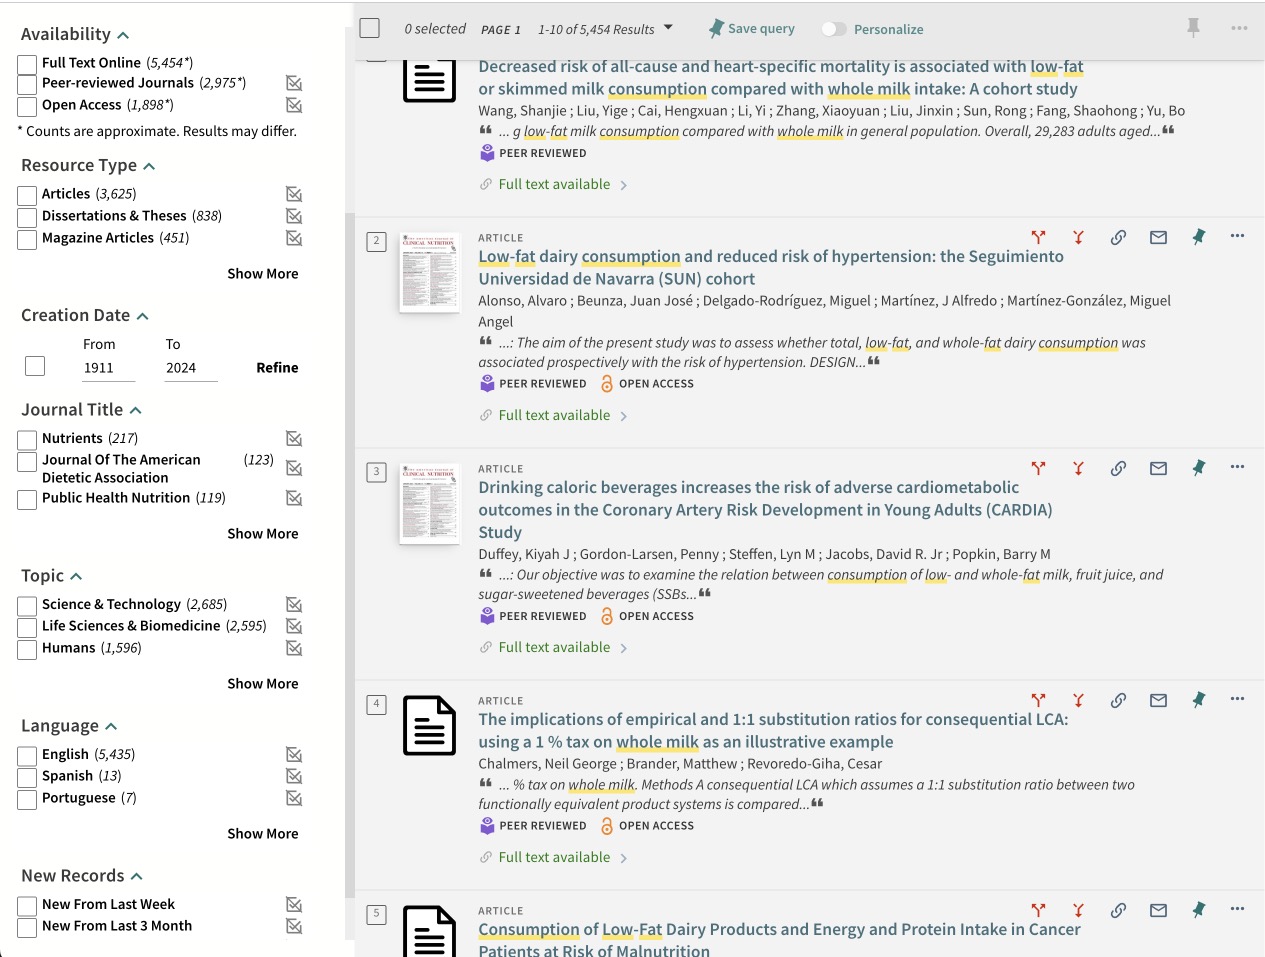 Availability
Full Text Online (5,454*)
Peer-reviewed Journals (2,975*)
Open Access (1,898*)
* Counts are approximate. Results may differ.
Resource Type
Articles (3,625)
Dissertations & Theses (838)
Magazine Articles (451)
Show More
Creation Date
From To
1911 2024 Refine
Journal Title
Nutrients (217)
Journal Of The American (123)
Dietetic Association
Public Health Nutrition (119)
Show More
Topic
Science & Technology (2,685)
Life Sciences & Biomedicine (2,595)
Humans (1,596)
Show More
Language
English (5,435)
Spanish (13)
Portuguese (7)
Show More
New Records
New From Last Week
New From Last 3 Month
0 selected PAGE 1 1-10 of 5,454 Results Save query Personalize
Decreased risk of all-cause and heart-specific mortality is associated with low-fat
or skimmed milk consumption compared with whole milk intake: A cohort study
Wang, Shanjie ; Liu, Yige ; Cai, Hengxuan ; Li, Yi ; Zhang, Xiaoyuan ; Liu, Jinxin ; Sun, Rong ; Fang, Shaohong ; Yu, Bo
❝ ... g low-fat milk consumption compared with whole milk in general population. Overall, 29,283 adults aged...❝
PEER REVIEWED
Full text available
2
ARTICLE
Low-fat dairy consumption and reduced risk of hypertension: the Seguimiento
Universidad de Navarra (SUN) cohort
Alonso, Alvaro ; Beunza, Juan José ; Delgado-Rodríguez, Miguel ; Martínez, J Alfredo ; Martínez-González, Miguel
Angel
❝ ...: The aim of the present study was to assess whether total, low-fat, and whole-fat dairy consumption was
associated prospectively with the risk of hypertension. DESIGN...❝
PEER REVIEWED OPEN ACCESS
Full text available
3
CLINICAL NUTRITION
ARTICLE
Drinking caloric beverages increases the risk of adverse cardiometabolic
outcomes in the Coronary Artery Risk Development in Young Adults (CARDIA)
Study
Duffey, Kiyah J ; Gordon-Larsen, Penny ; Steffen, Lyn M ; Jacobs, David R. Jr ; Popkin, Barry M
❝ ...: Our objective was to examine the relation between consumption of low- and whole-fat milk, fruit juice, and
sugar-sweetened beverages (SSBs...❝
PEER REVIEWED OPEN ACCESS
Full text available
4
ARTICLE
The implications of empirical and 1:1 substitution ratios for consequential LCA:
using a 1 % tax on whole milk as an illustrative example
Chalmers, Neil George ; Brander, Matthew ; Revoredo-Giha, Cesar
❝ ... % tax on whole milk. Methods A consequential LCA which assumes a 1:1 substitution ratio between two
functionally equivalent product systems is compared...❝
PEER REVIEWED OPEN ACCESS
Full text available
5
ARTICLE
Consumption of Low-Fat Dairy Products and Energy and Protein Intake in Cancer
Patients at Risk of Malnutrition